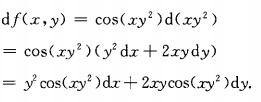 df(x,y) = cos(xy²)d(xy²)
= cos(xy²)(y²dx + 2xydy)
= y²cos(xy²)dx + 2xycos(xy²)dy.